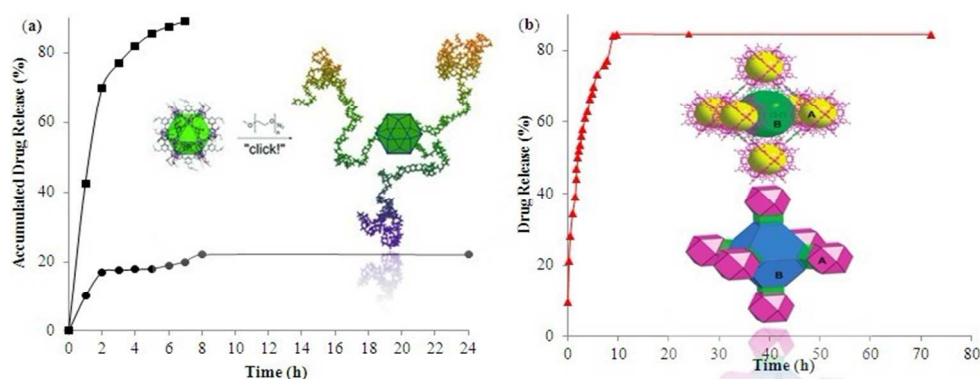 (a)
Accumulated Drug Release (%)
80
60
40
20
0
"click!"
0 2 4 6 8 10 12 14 16 18 20 22 24
Time (h)
(b)
Drug Release (%)
80
60
40
20
0
B A
A
B
0 10 20 30 40 50 60 70 80
Time (h)